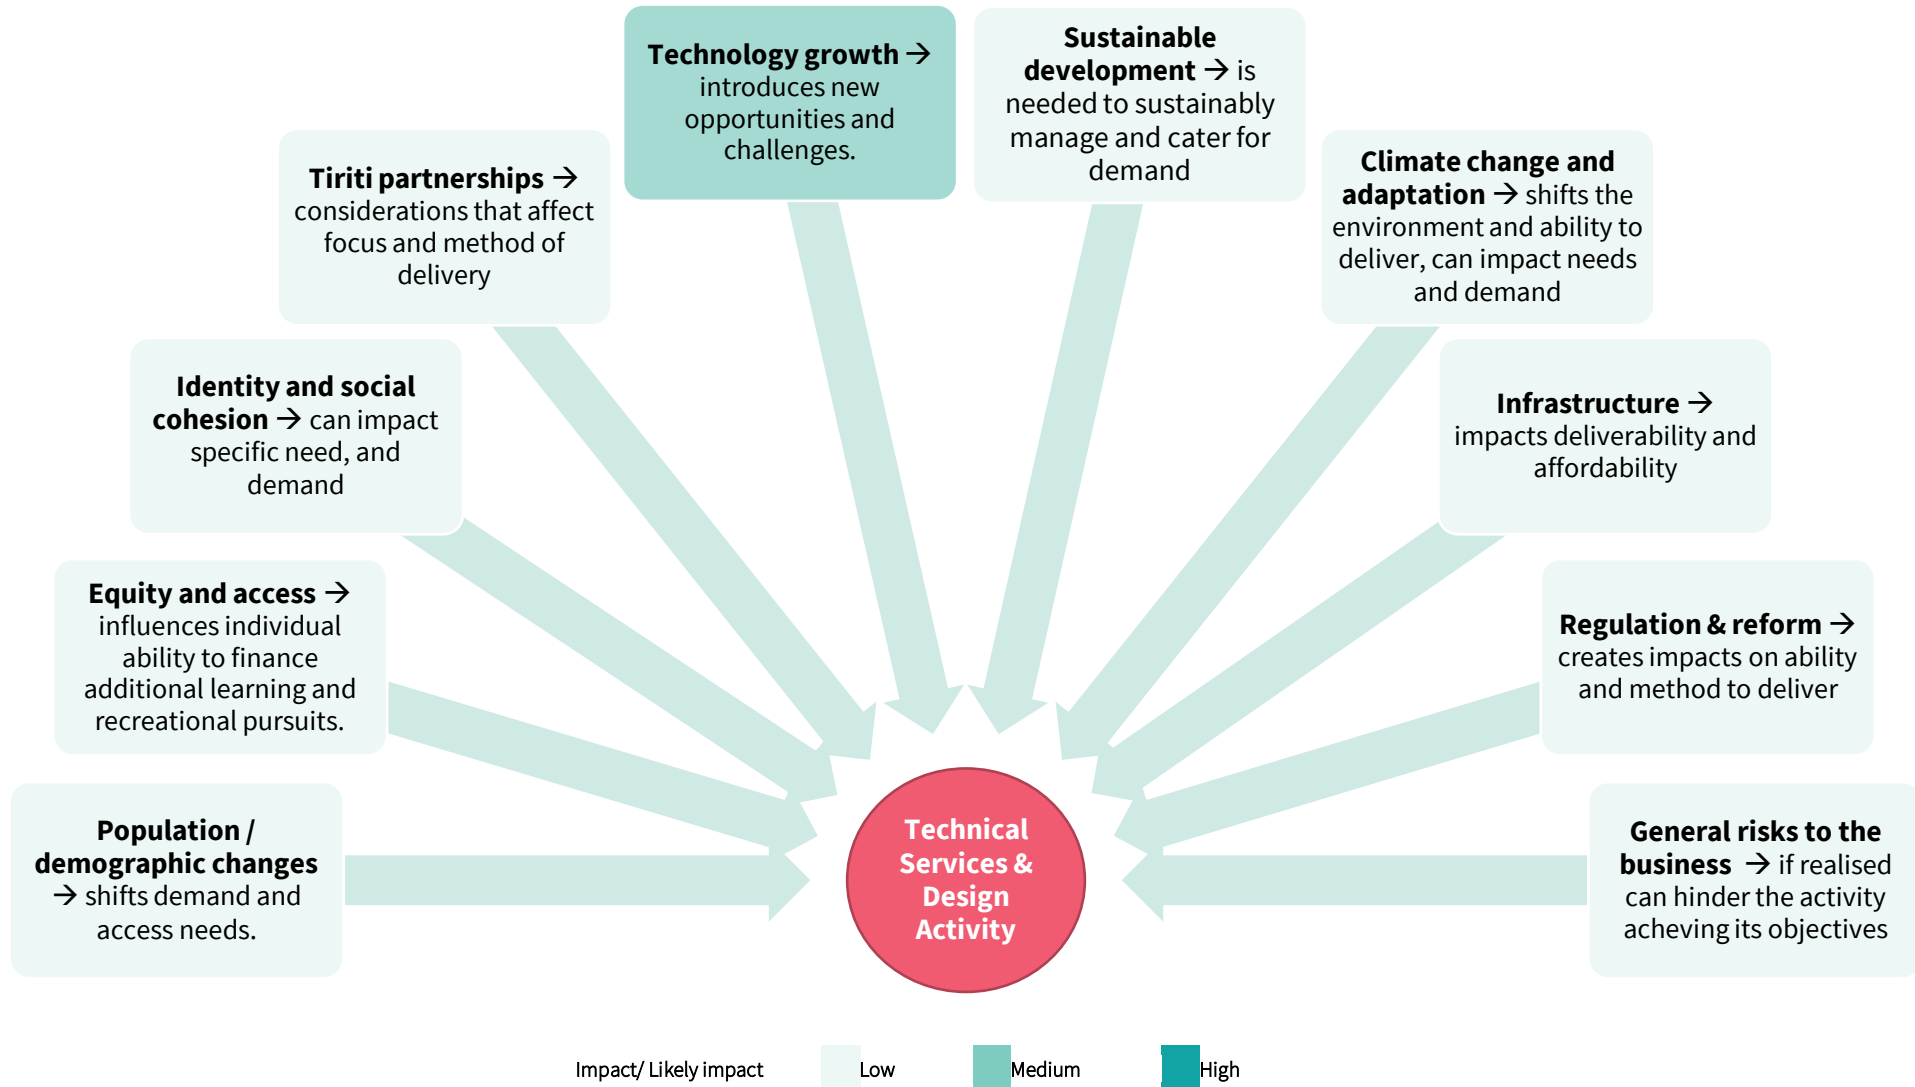 Technology growth →
introduces new
opportunities and
challenges.
Sustainable
development → is
needed to sustainably
manage and cater for
demand
Tiriti partnerships →
considerations that affect
focus and method of
delivery
Climate change and
adaptation → shifts the
environment and ability to
deliver, can impact needs
and demand
Identity and social
cohesion → can impact
specific need, and
demand
Infrastructure →
impacts deliverability and
affordability
Equity and access →
influences individual
ability to finance
additional learning and
recreational pursuits.
Regulation & reform →
creates impacts on ability
and method to deliver
Population /
demographic changes
→ shifts demand and
access needs.
Technical
Services &
Design
Activity
General risks to the
business → if realised
can hinder the activity
acheving its objectives
Impact/ Likely impact Low Medium High